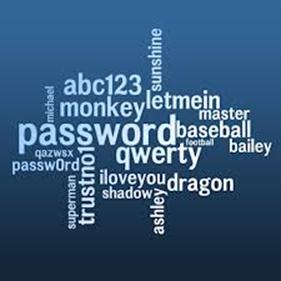 sunshine
abc123
michael
monkey
letmein
master
password
baseball
football
bailey
qazwsx
qwerty
passw0rd
trustno1
iloveyou
dragon
superman
shadow
ashley